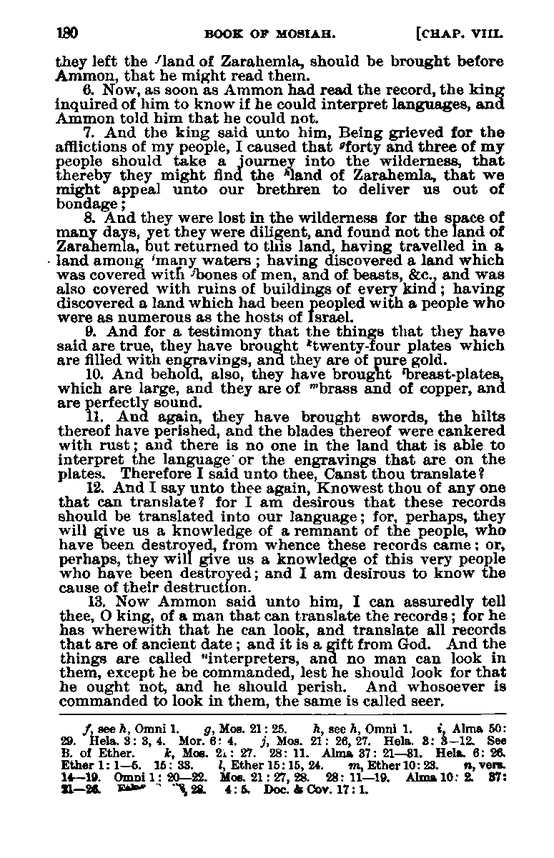 180 BOOK OF MOSIAH. [CHAP. VIII.
they left the fland of Zarahemla, should be brought before
Ammon, that he might read them.
6. Now, as soon as Ammon had read the record, the king
inquired of him to know if he could interpret languages, and
Ammon told him that he could not.
7. And the king said unto him, Being grieved for the
afflictions of my people, I caused that gforty and three of my
people should take a journey into the wilderness, that
thereby they might find the hland of Zarahemla, that we
might appeal unto our brethren to deliver us out of
bondage;
8. And they were lost in the wilderness for the space of
many days, yet they were diligent, and found not the land of
Zarahemla, but returned to this land, having travelled in a
land among imany waters; having discovered a land which
was covered with jbones of men, and of beasts, &c., and was
also covered with ruins of buildings of every kind; having
discovered a land which had been peopled with a people who
were as numerous as the hosts of Israel.
9. And for a testimony that the things that they have
said are true, they have brought ktwenty-four plates which
are filled with engravings, and they are of pure gold.
10. And behold, also, they have brought lbreast-plates,
which are large, and they are of mbrass and of copper, and
are perfectly sound.
11. And again, they have brought swords, the hilts
thereof have perished, and the blades thereof were cankered
with rust; and there is no one in the land that is able to
interpret the language or the engravings that are on the
plates. Therefore I said unto thee, Canst thou translate?
12. And I say unto thee again, Knowest thou of any one
that can translate? for I am desirous that these records
should be translated into our language; for, perhaps, they
will give us a knowledge of a remnant of the people, who
have been destroyed, from whence these records came; or,
perhaps, they will give us a knowledge of this very people
who have been destroyed; and I am desirous to know the
cause of their destruction.
13. Now Ammon said unto him, I can assuredly tell
thee, O king, of a man that can translate the records; for he
has wherewith that he can look, and translate all records
that are of ancient date; and it is a gift from God. And the
things are called ninterpreters, and no man can look in
them, except he be commanded, lest he should look for that
he ought not, and he should perish. And whosoever is
commanded to look in them, the same is called seer.
f, see h, Omni 1. g, Mos. 21: 25. h, see h, Omni 1. i, Alma 50:
29. Hela. 3: 3, 4. Mor. 6: 4. j, Mos. 21: 26, 27. Hela. 3: 3—12. See
B. of Ether. k, Mos. 21: 27. 28: 11. Alma 37: 21—31. Hela. 6: 26.
Ether 1: 1—5. 15: 33. l, Ether 15: 15, 24. m, Ether 10: 23. n, vers.
14—19. Omni 1: 20—22. Mos. 21: 27, 28. 28: 11—19. Alma 10: 2. 37:
21—26. 28. 4: 5. Doc. & Cov. 17: 1.